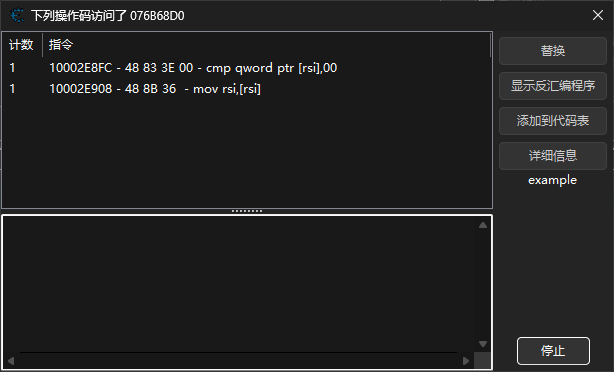 下列操作码访问了 076B68D0
计数 指令
1 10002E8FC - 48 83 3E 00 - cmp qword ptr [rsi],00
1 10002E908 - 48 8B 36 - mov rsi,[rsi]
替换
显示反汇编程序
添加到代码表
详细信息
example
停止